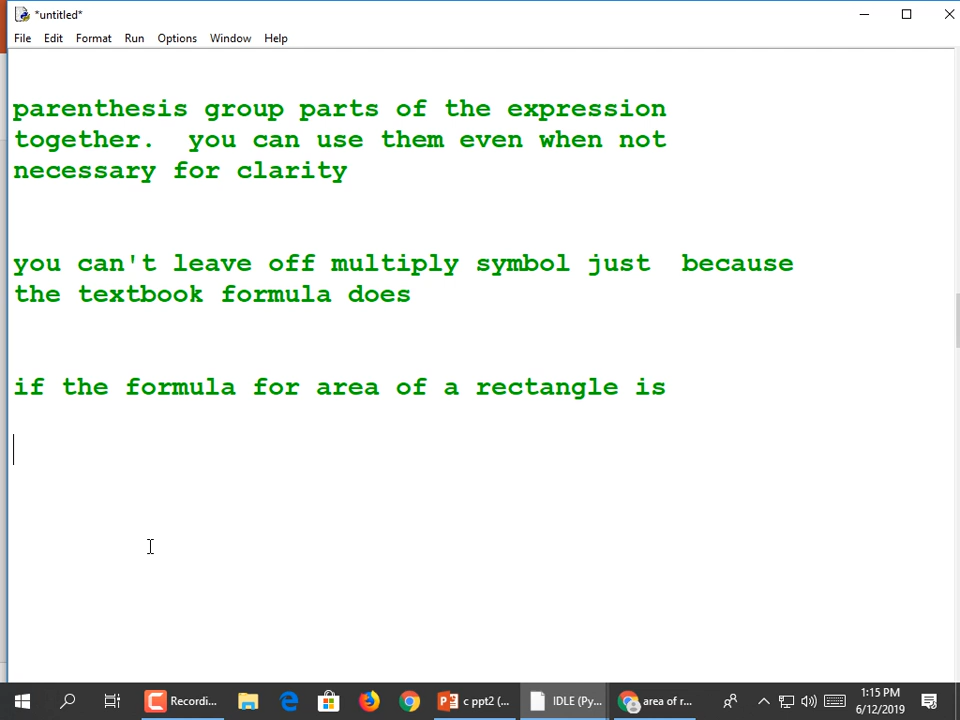 *untitled*
File Edit Format Run Options Window Help
parenthesis group parts of the expression
together.  you can use them even when not
necessary for clarity
you can't leave off multiply symbol just  because
the textbook formula does
if the formula for area of a rectangle is
Recordi... c ppt2 (... IDLE (Py... area of r... 1:15 PM
6/12/2019